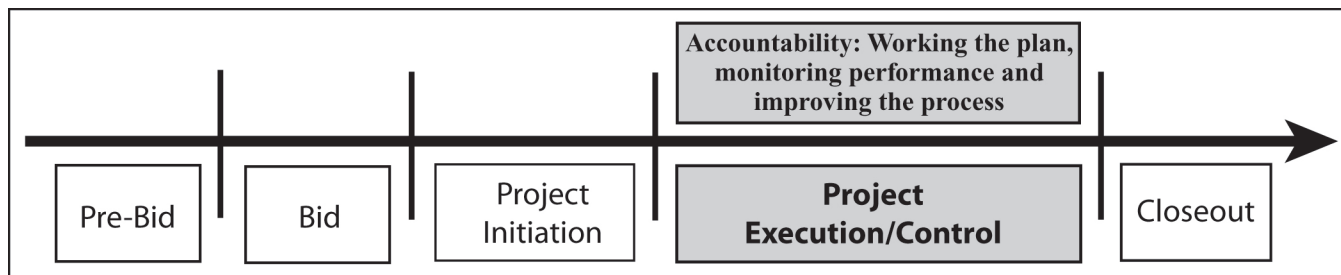 Accountability: Working the plan,
monitoring performance and
improving the process
Pre-Bid
Bid
Project
Initiation
Project
Execution/Control
Closeout